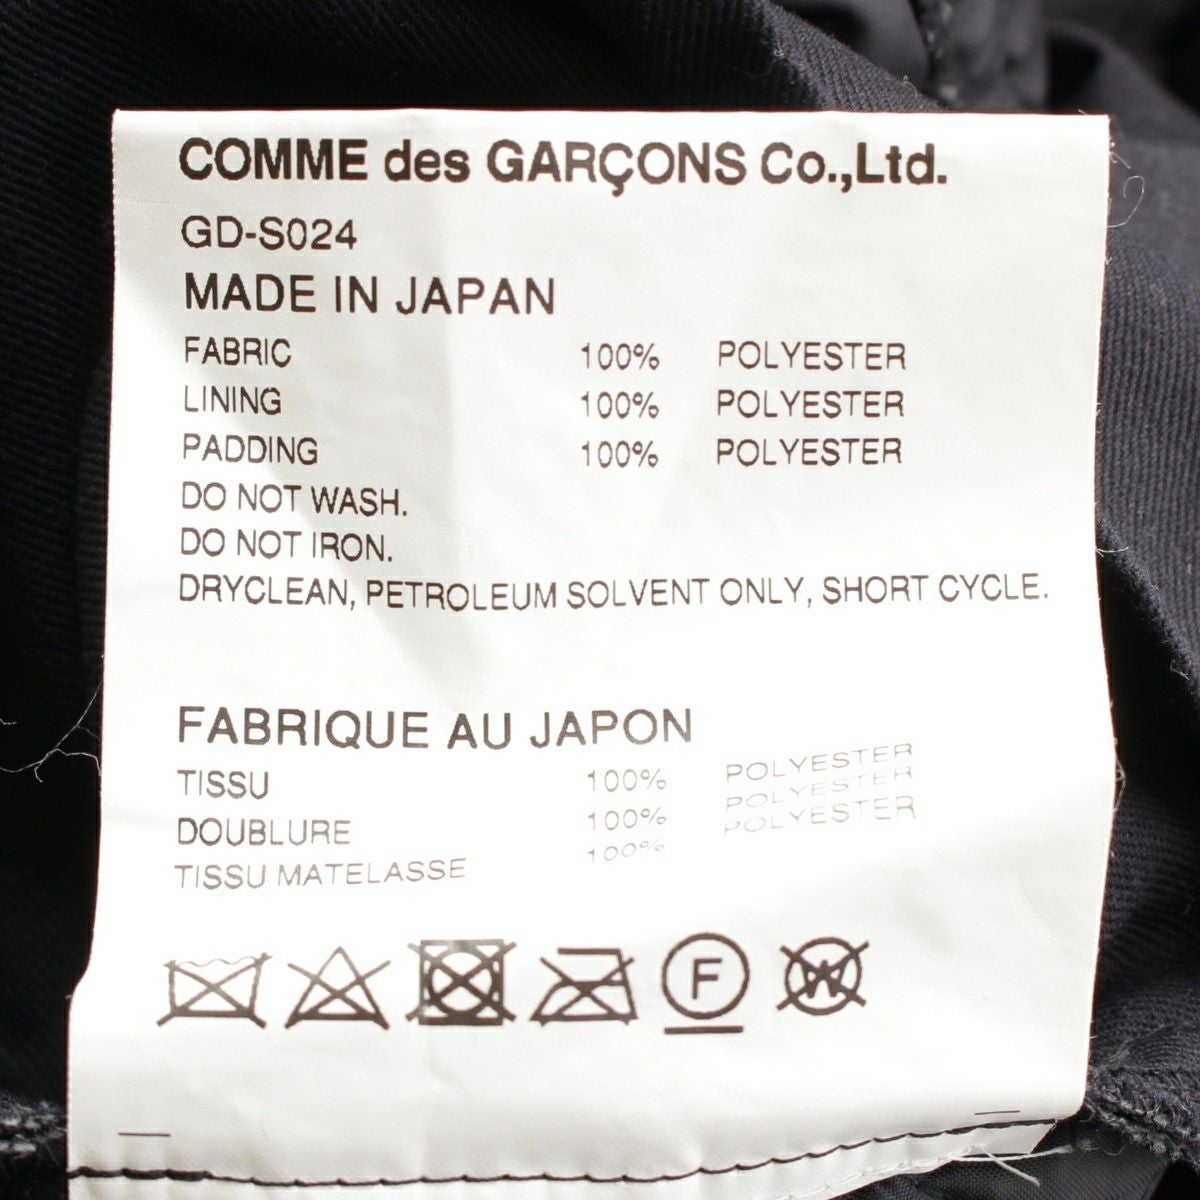 COMME des GARÇONS Co.,Ltd.
GD-S024
MADE IN JAPAN
FABRIC 100% POLYESTER
LINING 100% POLYESTER
PADDING 100% POLYESTER
DO NOT WASH.
DO NOT IRON.
DRYCLEAN, PETROLEUM SOLVENT ONLY, SHORT CYCLE.
FABRIQUE AU JAPON
TISSU 100% POLYESTER
DOUBLURE 100% POLYESTER
TISSU MATELASSE 100% POLYESTER
F W